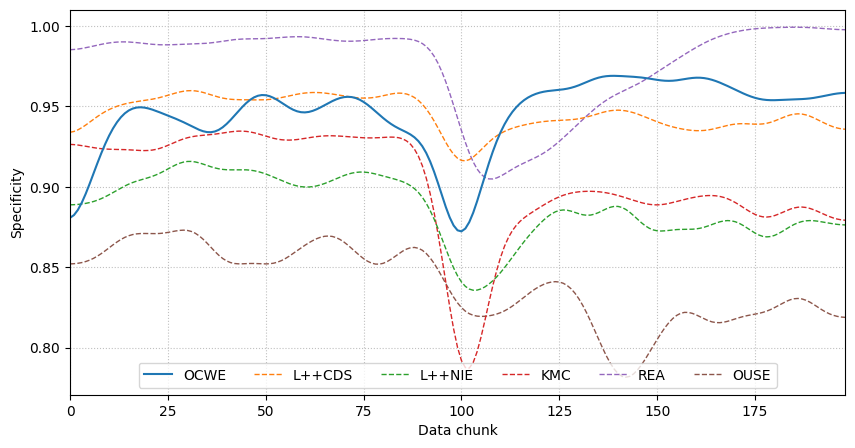 1.00
0.95
0.90
0.85
0.80
Specificity
OCWE L++CDS L++NIE KMC REA OUSE
0 25 50 75 100 125 150 175
Data chunk